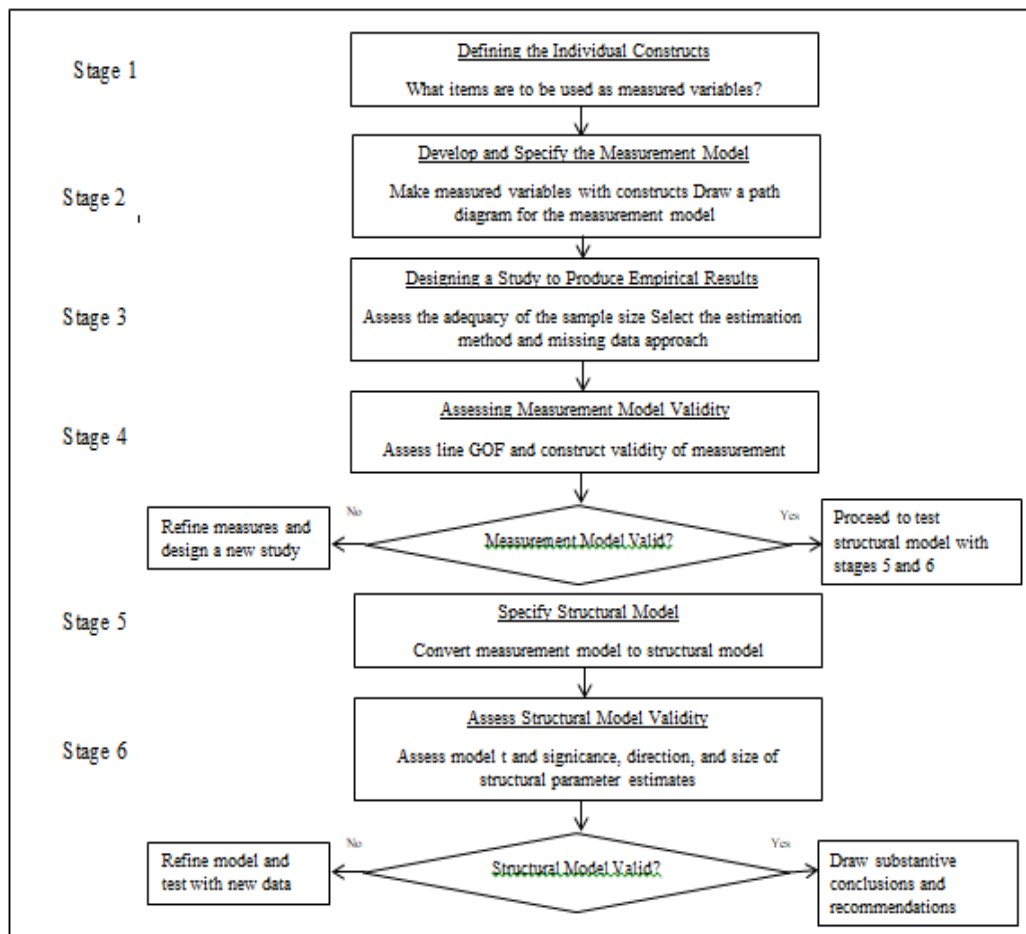 Stage 1
Defining the Individual Constructs
What items are to be used as measured variables?
Stage 2
Develop and Specify the Measurement Model
Make measured variables with constructs Draw a path
diagram for the measurement model
Stage 3
Designing a Study to Produce Empirical Results
Assess the adequacy of the sample size Select the estimation
method and missing data approach
Stage 4
Assessing Measurement Model Validity
Assess line GOF and construct validity of measurement
Refine measures and
design a new study
No
Measurement Model Valid?
Yes
Proceed to test
structural model with
stages 5 and 6
Stage 5
Specify Structural Model
Convert measurement model to structural model
Stage 6
Assess Structural Model Validity
Assess model t and signicance, direction, and size of
structural parameter estimates
Refine model and
test with new data
No
Structural Model Valid?
Yes
Draw substantive
conclusions and
recommendations